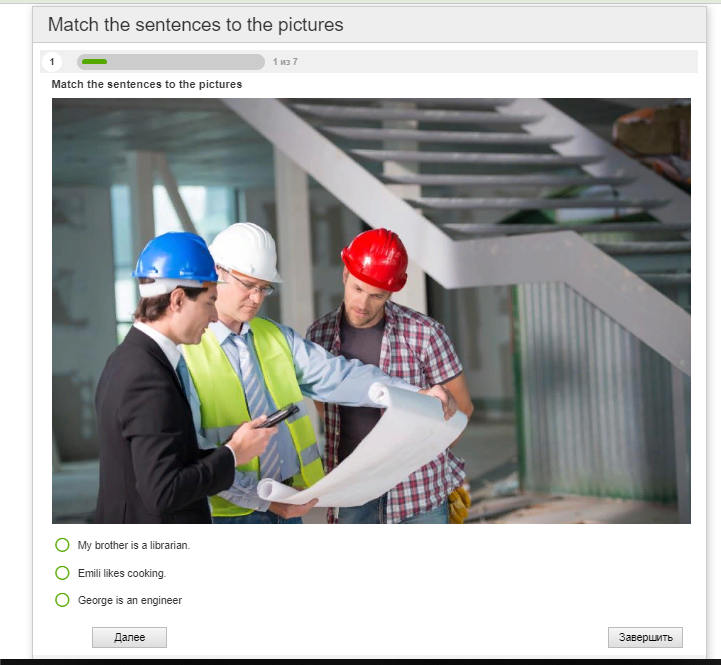 Match the sentences to the pictures
1
1 из 7
Match the sentences to the pictures
My brother is a librarian.
Emili likes cooking.
George is an engineer
Далее
Завершить